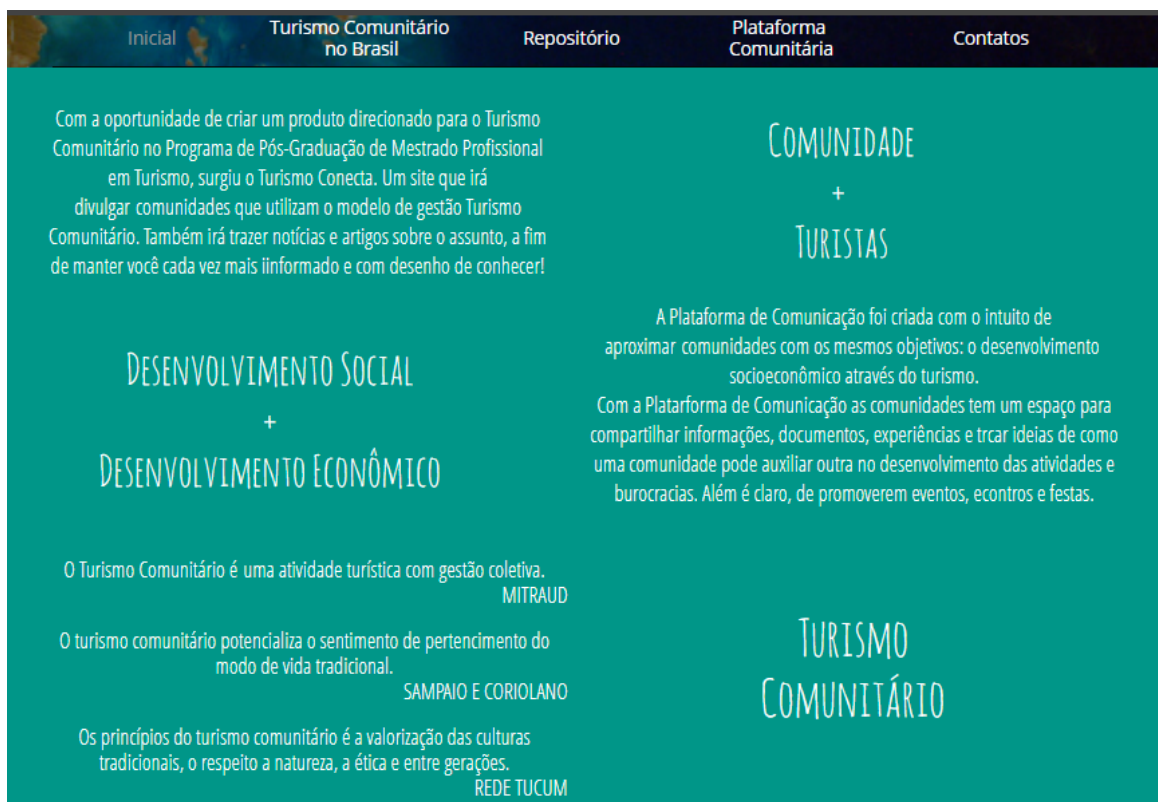 Inicial
Turismo Comunitário
no Brasil
Repositório
Plataforma
Comunitária
Contatos
Com a oportunidade de criar um produto direcionado para o Turismo
Comunitário no Programa de Pós-Graduação de Mestrado Profissional
em Turismo, surgiu o Turismo Conecta. Um site que irá
divulgar comunidades que utilizam o modelo de gestão Turismo
Comunitário. Também irá trazer notícias e artigos sobre o assunto, a fim
de manter você cada vez mais iinformado e com desenho de conhecer!
COMUNIDADE
+
TURISTAS
DESENVOLVIMENTO SOCIAL
+
DESENVOLVIMENTO ECONÔMICO
A Plataforma de Comunicação foi criada com o intuito de
aproximar comunidades com os mesmos objetivos: o desenvolvimento
socioeconômico através do turismo.
Com a Platarforma de Comunicação as comunidades tem um espaço para
compartilhar informações, documentos, experiências e trcar ideias de como
uma comunidade pode auxiliar outra no desenvolvimento das atividades e
burocracias. Além é claro, de promoverem eventos, econtros e festas.
O Turismo Comunitário é uma atividade turística com gestão coletiva.
MITRAUD
O turismo comunitário potencializa o sentimento de pertencimento do
modo de vida tradicional.
SAMPAIO E CORIOLANO
Os princípios do turismo comunitário é a valorização das culturas
tradicionais, o respeito a natureza, a ética e entre gerações.
REDE TUCUM
TURISMO
COMUNITÁRIO